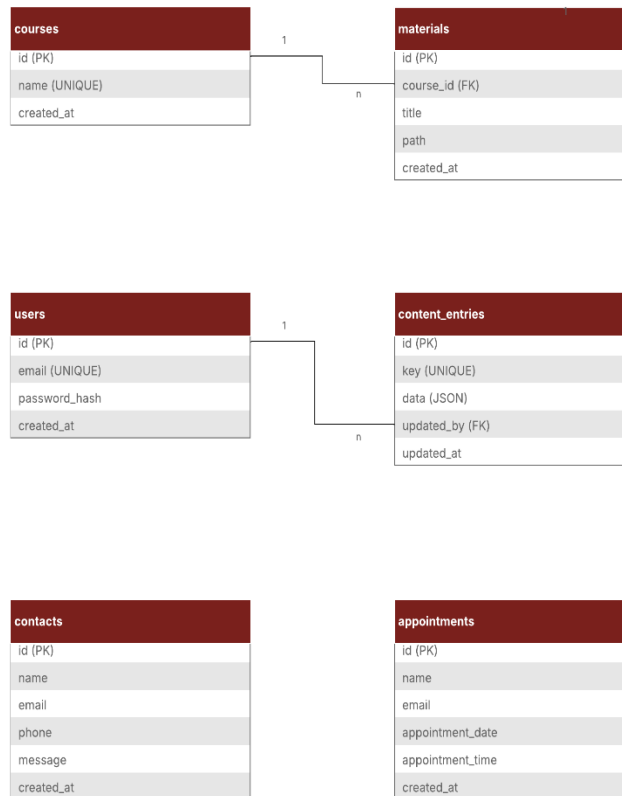 courses
id (PK)
name (UNIQUE)
created_at
1
n
1
materials
id (PK)
course_id (FK)
title
path
created_at
users
id (PK)
email (UNIQUE)
password_hash
created_at
1
n
content_entries
id (PK)
key (UNIQUE)
data (JSON)
updated_by (FK)
updated_at
contacts
id (PK)
name
email
phone
message
created_at
appointments
id (PK)
name
email
appointment_date
appointment_time
created_at